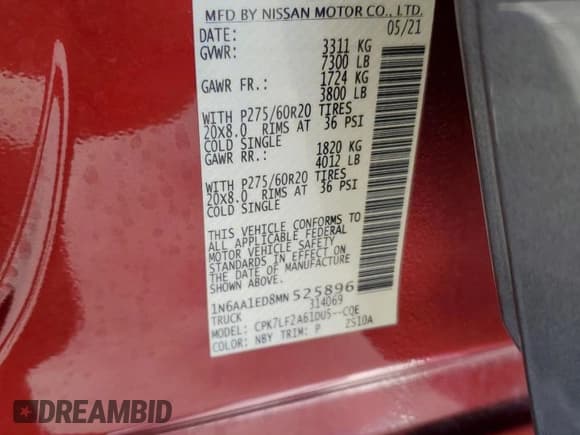 MFD BY NISSAN MOTOR CO., LTD.
DATE: 05/21
GVWR: 3311 KG
7300 LB
GAWR FR.: 1724 KG
3800 LB
WITH P275/60R20 TIRES
20X8.0 RIMS AT 36 PSI
COLD SINGLE
GAWR RR.: 1820 KG
4012 LB
WITH P275/60R20 TIRES
20X8.0 RIMS AT 36 PSI
COLD SINGLE
THIS VEHICLE CONFORMS TO
ALL APPLICABLE FEDERAL
MOTOR VEHICLE SAFETY
STANDARDS IN EFFECT ON
THE DATE OF MANUFACTURE
1N6AA1ED8MN525896
TRUCK 314069
MODEL: CPK7LF2A61DU5--CQE
COLOR: NBY TRIM: P ZS10A
DREAMBID